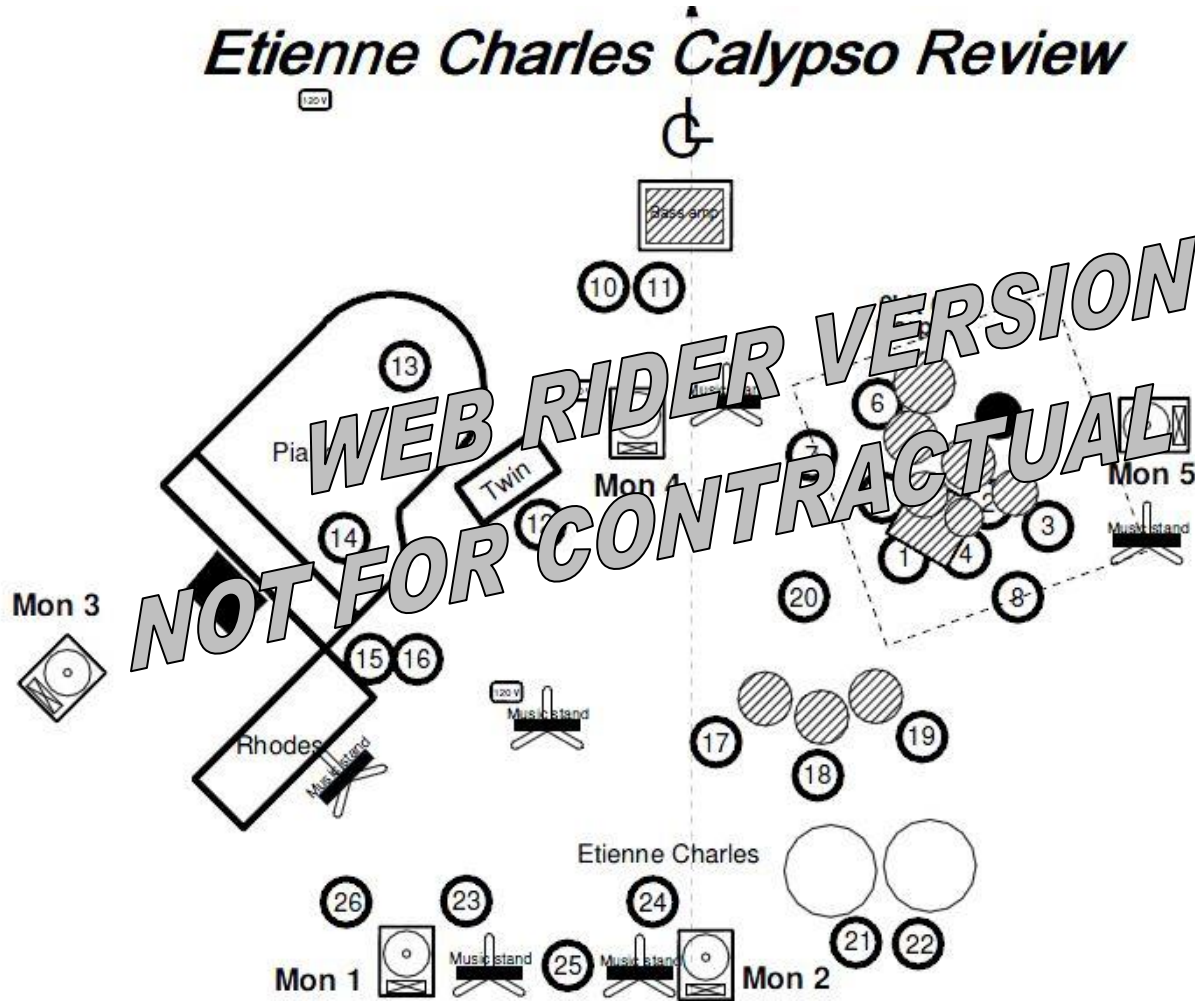 Etienne Charles Calypso Review
120 V
CL
Bass amp
10 11
WEB RIDER VERSION
NOT FOR CONTRACTUAL
13
6
Music stand
7
Twin
Mon 4
Mon 5
12
2
3
Music stand
14
1
4
20
8
Mon 3
15 16
120 V
Music stand
Rhodes
Music stand
17
18
19
Etienne Charles
26
23
24
21 22
Mon 1
Music stand
25
Music stand
Mon 2